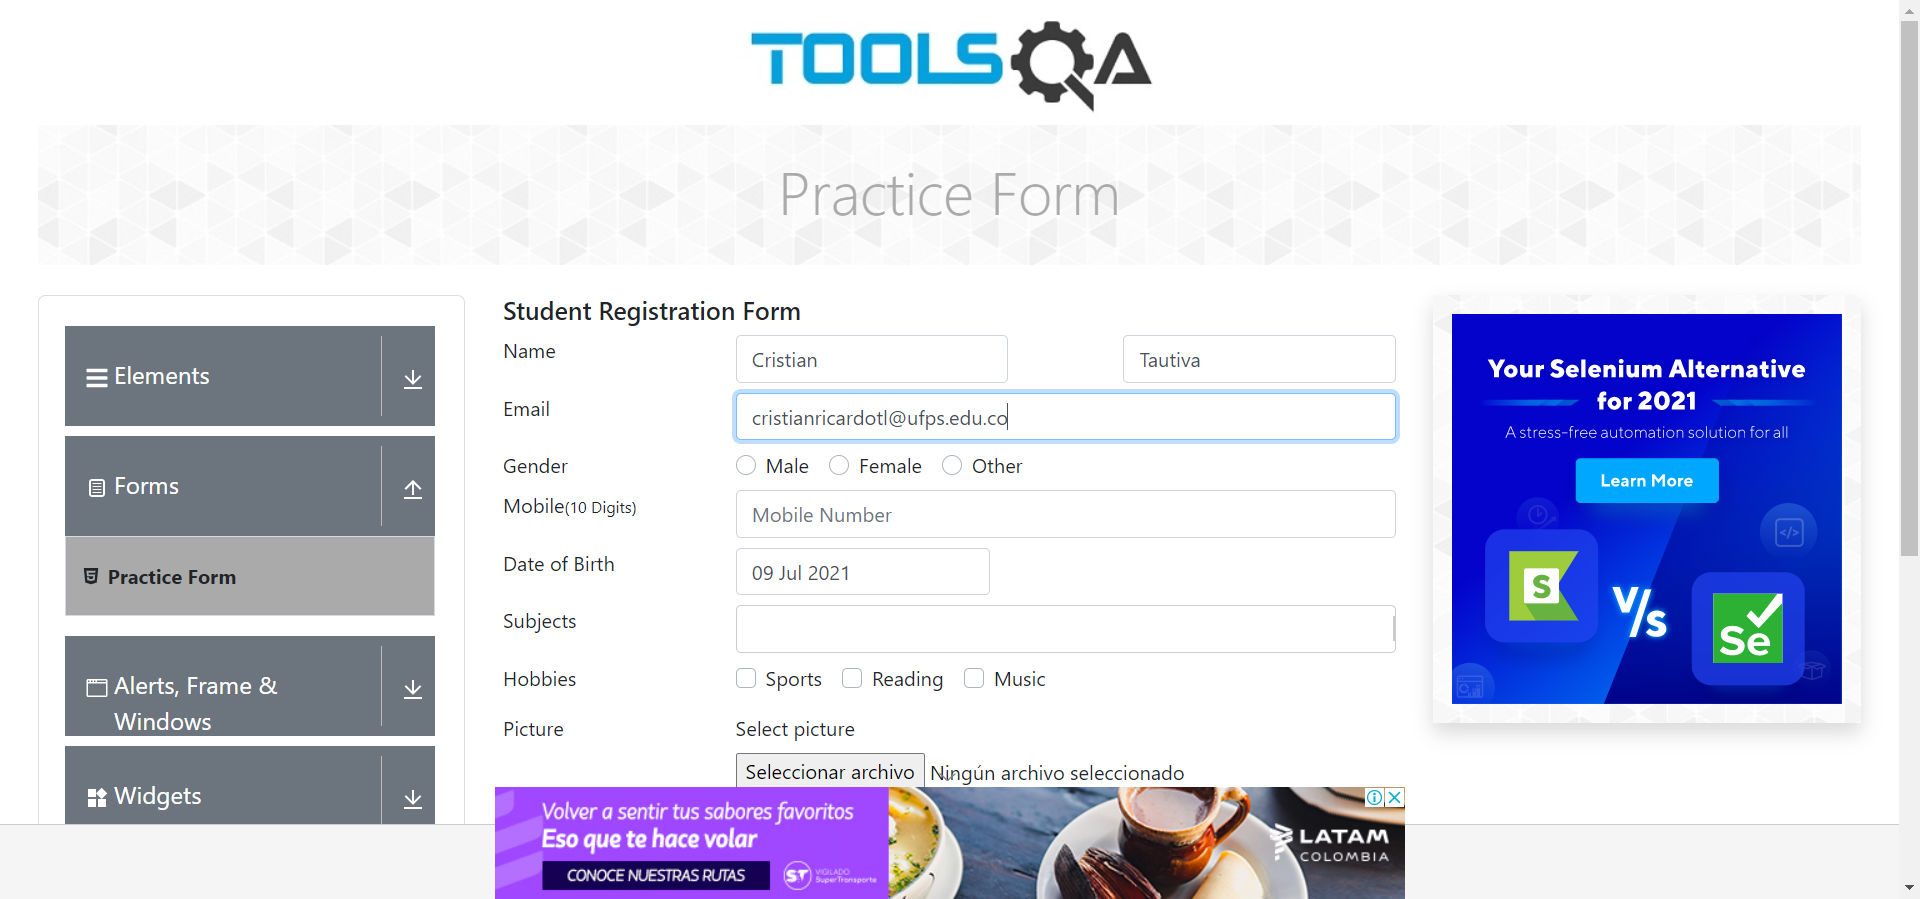 TOOLSQA
Practice Form
Elements
Forms
Practice Form
Alerts, Frame &
Windows
Widgets
Student Registration Form
Name
Cristian
Tautiva
Email
cristianricardotl@ufps.edu.co
Gender
Male
Female
Other
Mobile(10 Digits)
Mobile Number
Date of Birth
09 Jul 2021
Subjects
Hobbies
Sports
Reading
Music
Picture
Select picture
Seleccionar archivo
Ningún archivo seleccionado
Your Selenium Alternative
for 2021
A stress-free automation solution for all
Learn More
</>
S
V/s
Se
Volver a sentir tus sabores favoritos
Eso que te hace volar
CONOCE NUESTRAS RUTAS
ST
VIGILADO
SuperTransporte
LATAM
COLOMBIA